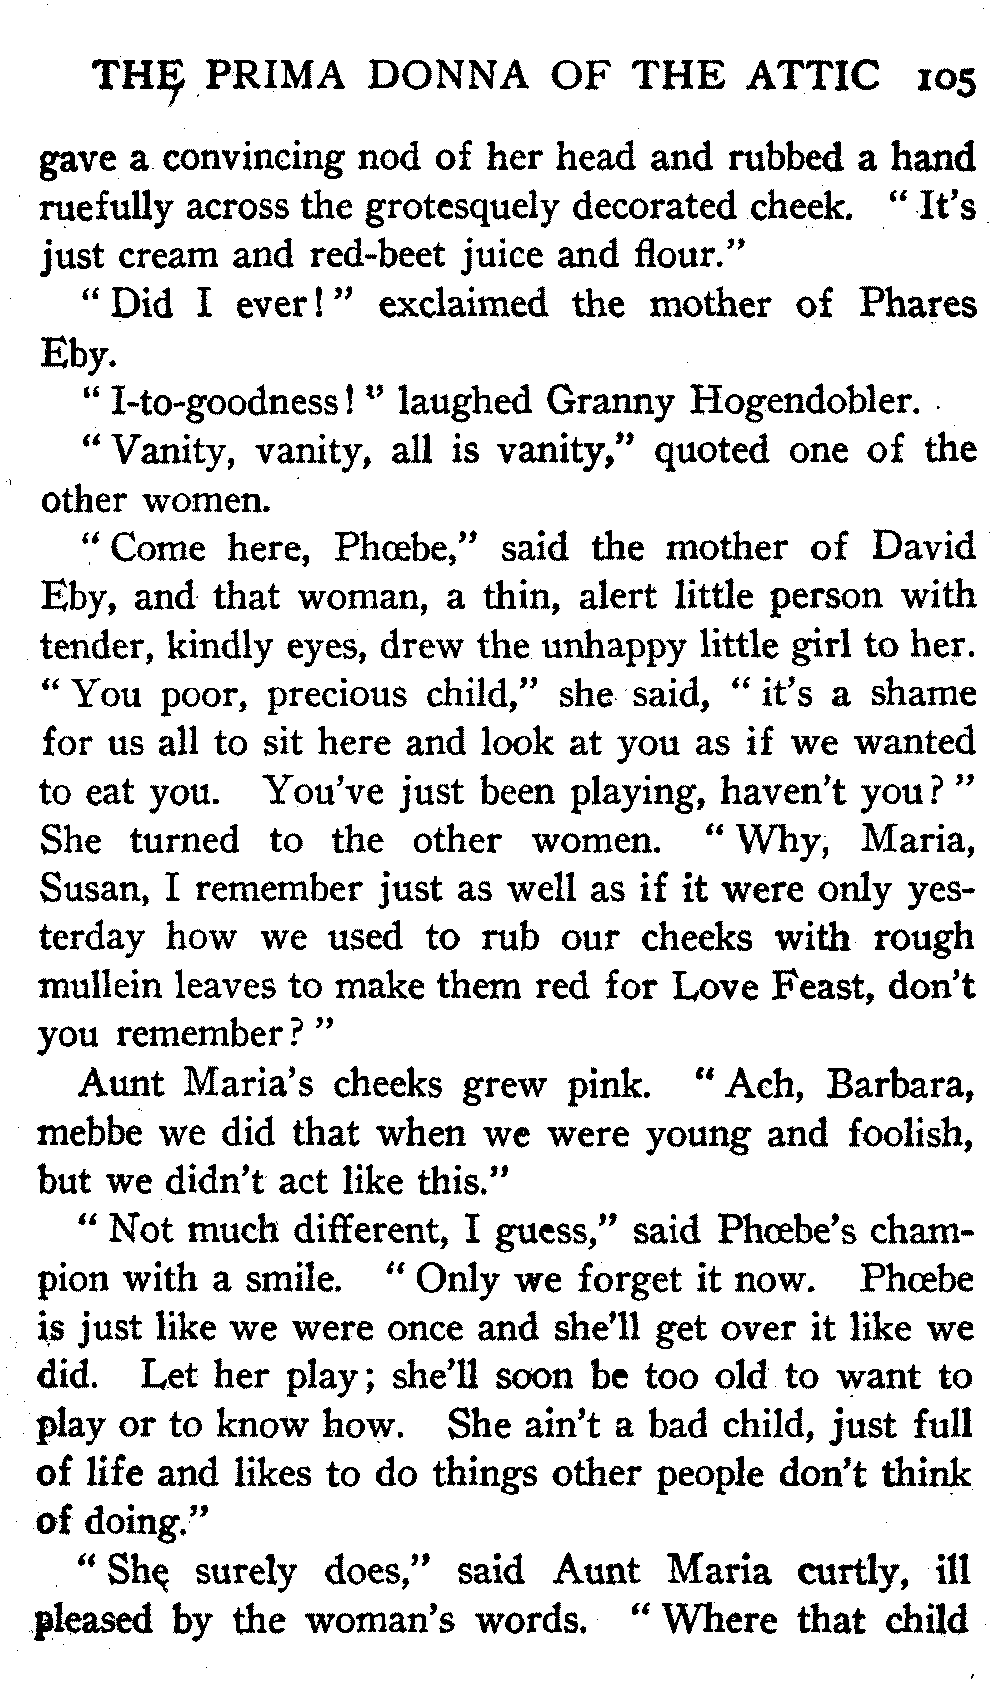 THE PRIMA DONNA OF THE ATTIC 105
gave a convincing nod of her head and rubbed a hand
ruefully across the grotesquely decorated cheek. "It's
just cream and red-beet juice and flour."
"Did I ever!" exclaimed the mother of Phares
Eby.
"I-to-goodness!" laughed Granny Hogendobler.
"Vanity, vanity, all is vanity," quoted one of the
other women.
"Come here, Phœbe," said the mother of David
Eby, and that woman, a thin, alert little person with
tender, kindly eyes, drew the unhappy little girl to her.
"You poor, precious child," she said, "it's a shame
for us all to sit here and look at you as if we wanted
to eat you. You've just been playing, haven't you?"
She turned to the other women. "Why, Maria,
Susan, I remember just as well as if it were only yes-
terday how we used to rub our cheeks with rough
mullein leaves to make them red for Love Feast, don't
you remember?"
Aunt Maria's cheeks grew pink. "Ach, Barbara,
mebbe we did that when we were young and foolish,
but we didn't act like this."
"Not much different, I guess," said Phœbe's cham-
pion with a smile. "Only we forget it now. Phœbe
is just like we were once and she'll get over it like we
did. Let her play; she'll soon be too old to want to
play or to know how. She ain't a bad child, just full
of life and likes to do things other people don't think
of doing."
"She surely does," said Aunt Maria curtly, ill
pleased by the woman's words. "Where that child